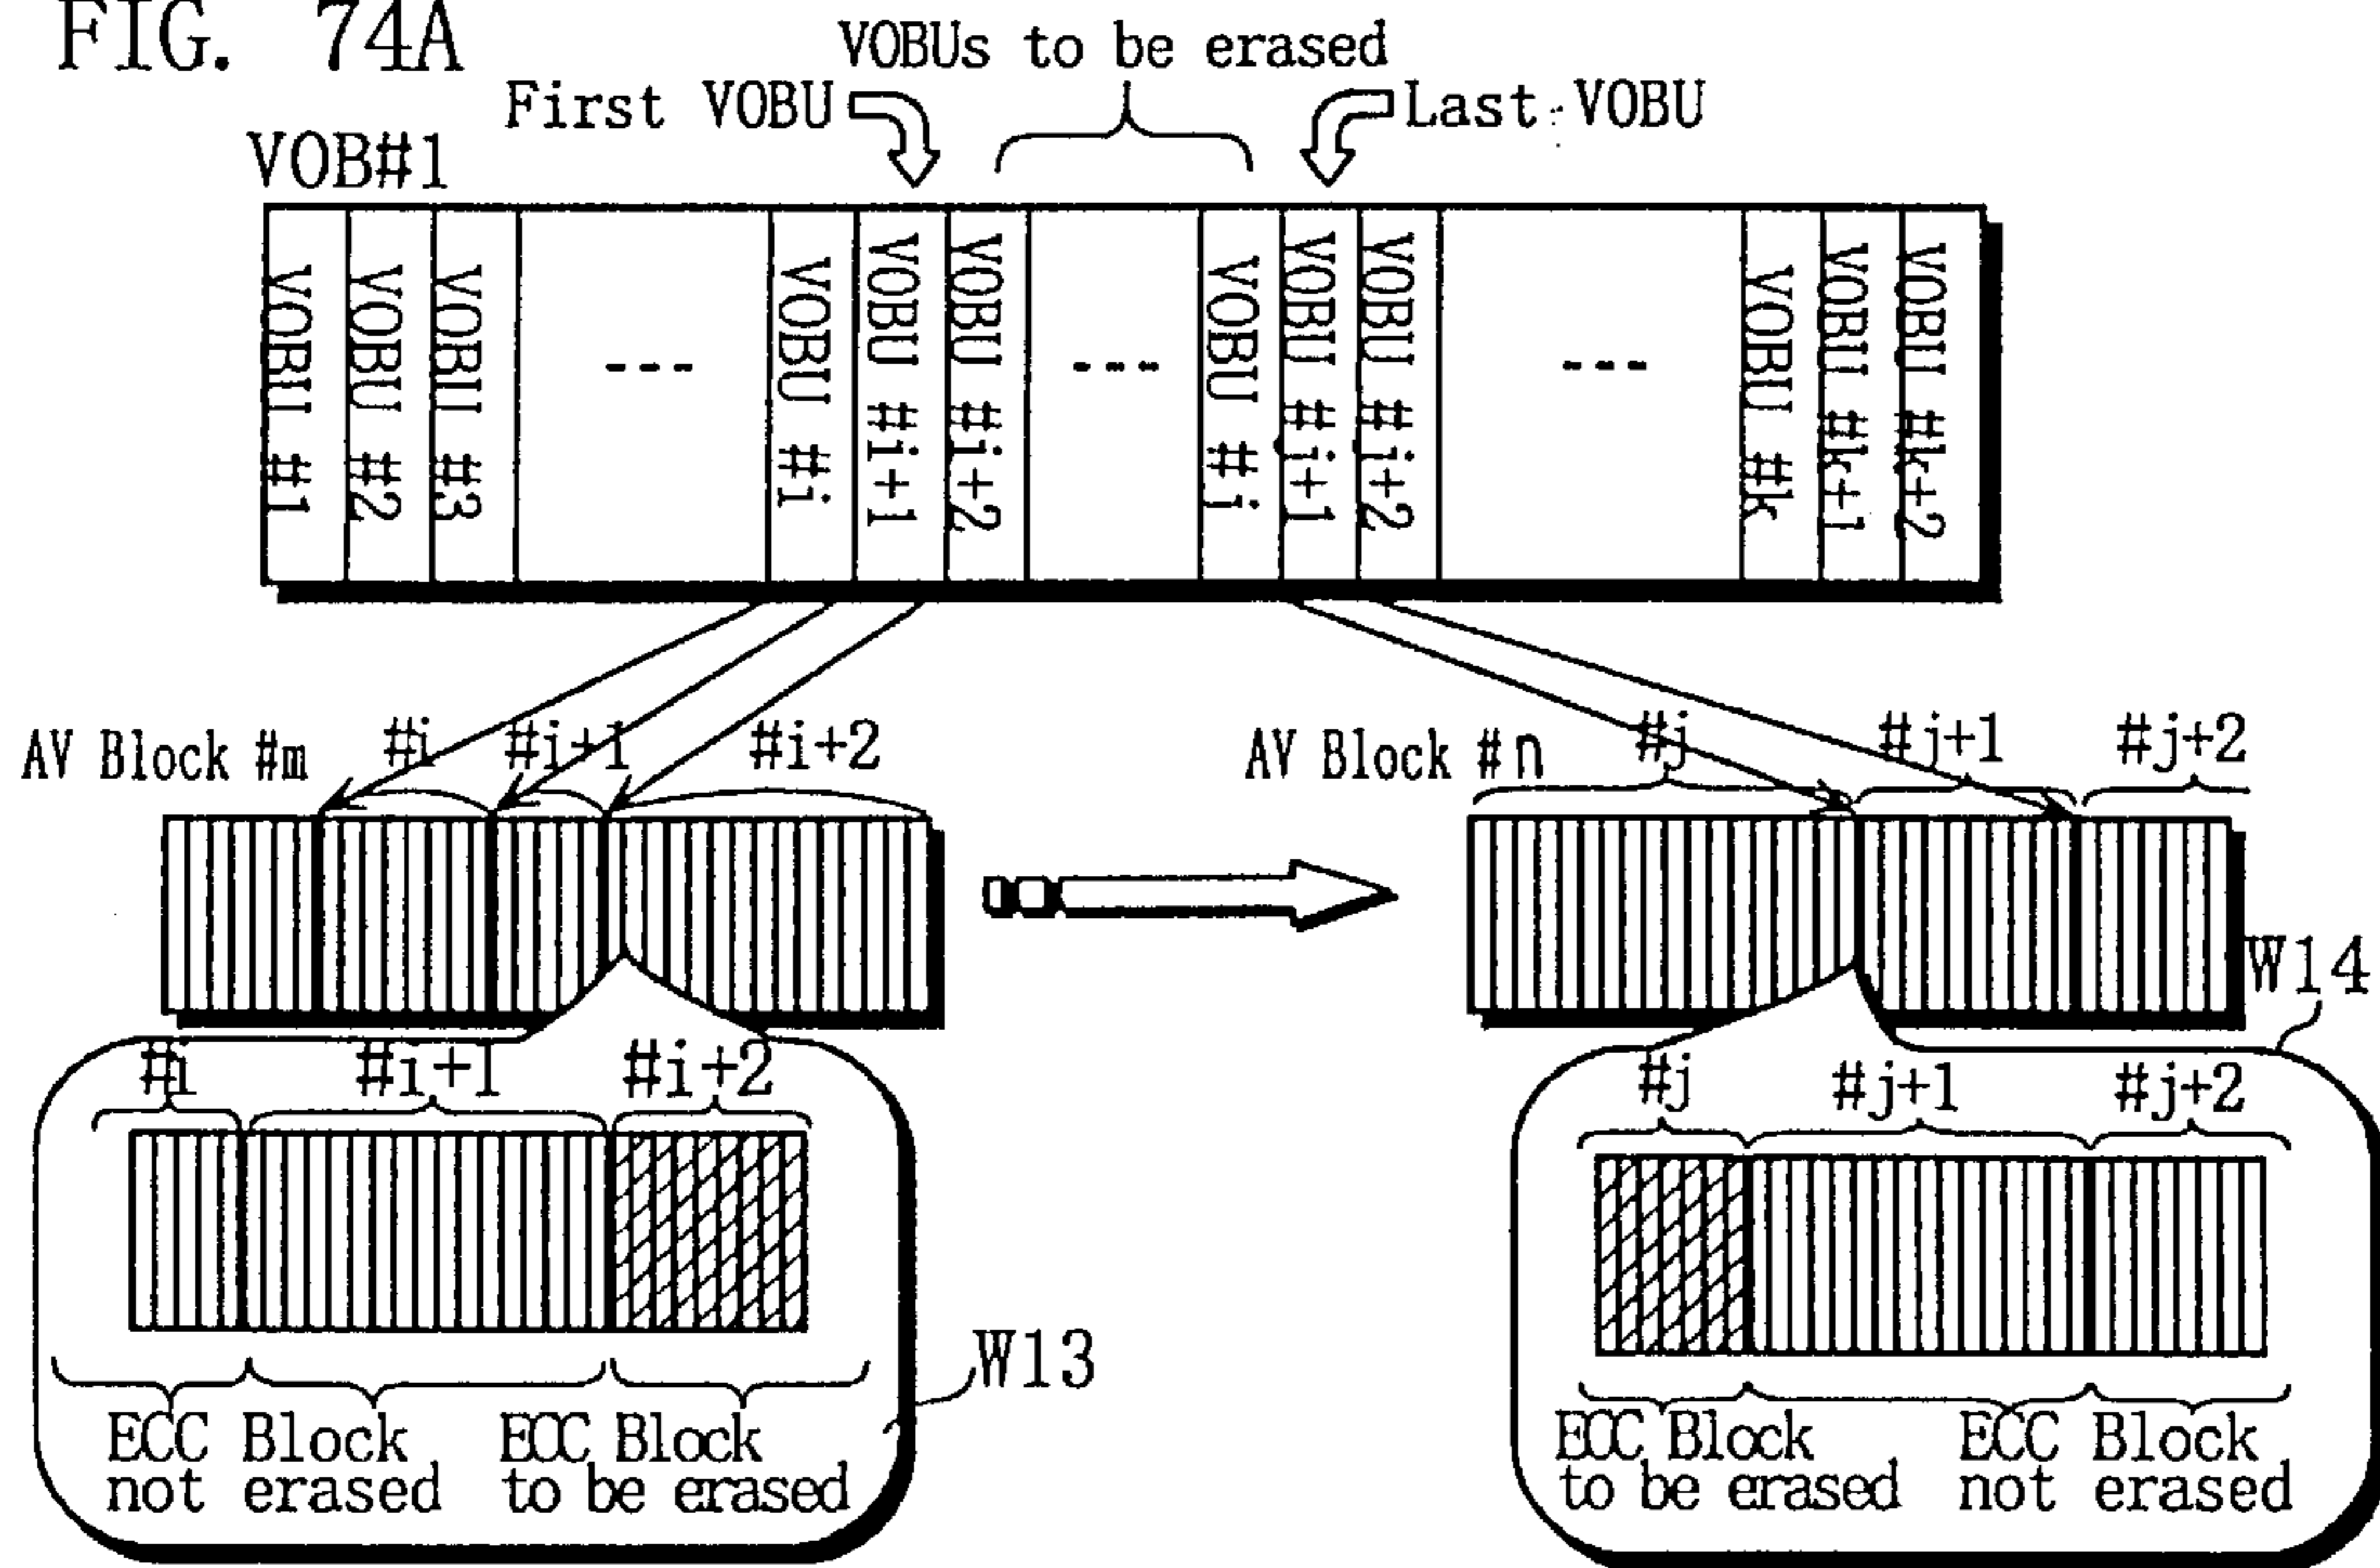 FIG. 74A
VOBUs to be erased
First VOBU
Last VOBU
VOB#1
VOBU #1
VOBU #2
VOBU #3
---
VOBU #i
VOBU #i+1
VOBU #i+2
---
VOBU #j
VOBU #j+1
VOBU #j+2
---
VOBU #k
VOBU #k+1
VOBU #k+2
AV Block #m
#i
#i+1
#i+2
AV Block #n
#j
#j+1
#j+2
W14
#i
#i+1
#i+2
W13
ECC Block
not erased
ECC Block
to be erased
#j
#j+1
#j+2
ECC Block
to be erased
ECC Block
not erased